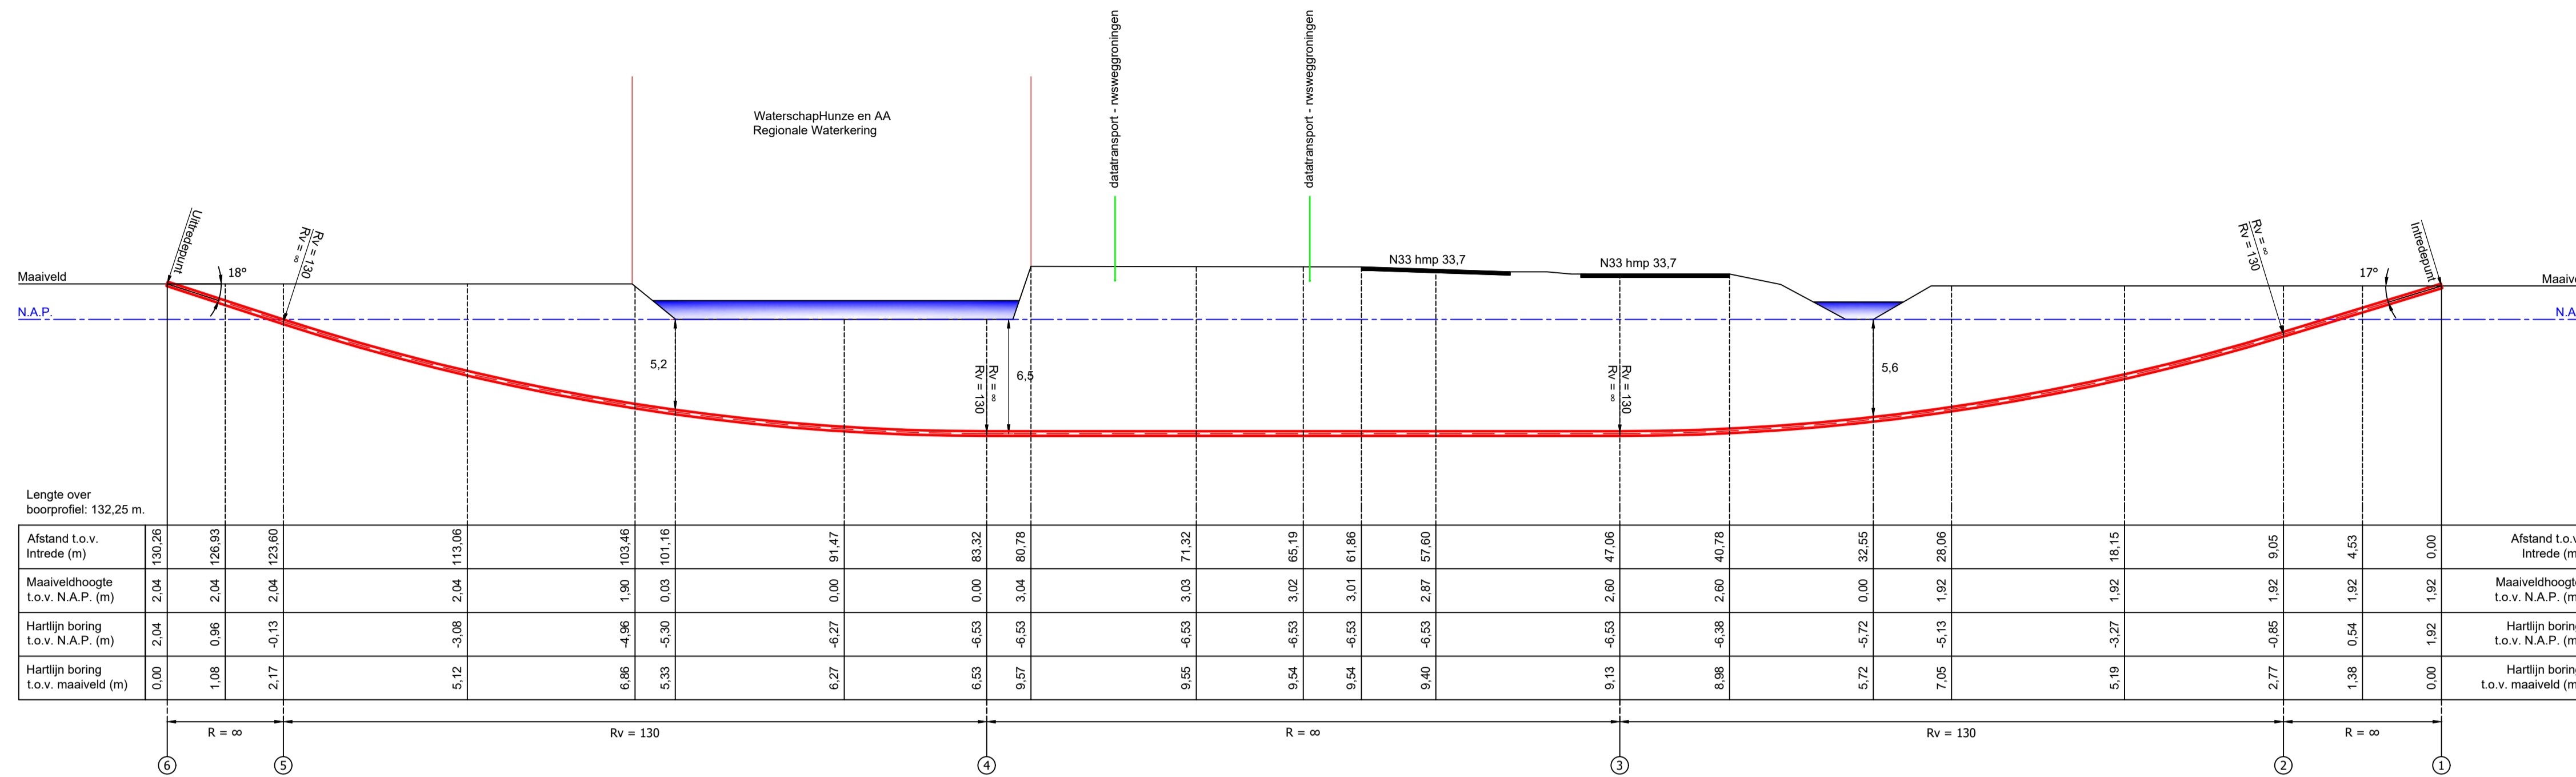 datatransport - rwsweggroningen
datatransport - rwsweggroningen
WaterschapHunze en AA
Regionale Waterkering
Uittredepunt
Rv = 130
Rv = ∞
18°
Maaiveld
N.A.P.
N33 hmp 33,7
N33 hmp 33,7
Rv = ∞
Rv = 130
Intredepunt
17°
Maaive
N.A
5,2
Rv = ∞
Rv = 130
6,5
Rv = 130
Rv = ∞
5,6
Lengte over
boorprofiel: 132,25 m.
Afstand t.o.v.
Intrede (m)
130,26 126,93 123,60 113,06 103,46 101,16 91,47 83,32 80,78 71,32 65,19 61,86 57,60 47,06 40,78 32,55 28,06 18,15 9,05 4,53 0,00
Afstand t.o.v
Intrede (m
Maaiveldhoogte
t.o.v. N.A.P. (m)
2,04 2,04 2,04 2,04 1,90 0,03 0,00 0,00 3,04 3,03 3,02 3,01 2,87 2,60 2,60 0,00 1,92 1,92 1,92 1,92 1,92
Maaiveldhoogte
t.o.v. N.A.P. (m
Hartlijn boring
t.o.v. N.A.P. (m)
2,04 0,96 -0,13 -3,08 -4,96 -5,30 -6,27 -6,53 -6,53 -6,53 -6,53 -6,53 -6,53 -6,53 -6,38 -5,72 -5,13 -3,27 -0,85 0,54 1,92
Hartlijn boring
t.o.v. N.A.P. (m
Hartlijn boring
t.o.v. maaiveld (m)
0,00 1,08 2,17 5,12 6,86 5,33 6,27 6,53 9,57 9,55 9,54 9,54 9,40 9,13 8,98 5,72 7,05 5,19 2,77 1,38 0,00
Hartlijn boring
t.o.v. maaiveld (m
R = ∞
Rv = 130
R = ∞
Rv = 130
R = ∞
6 5 4 3 2 1